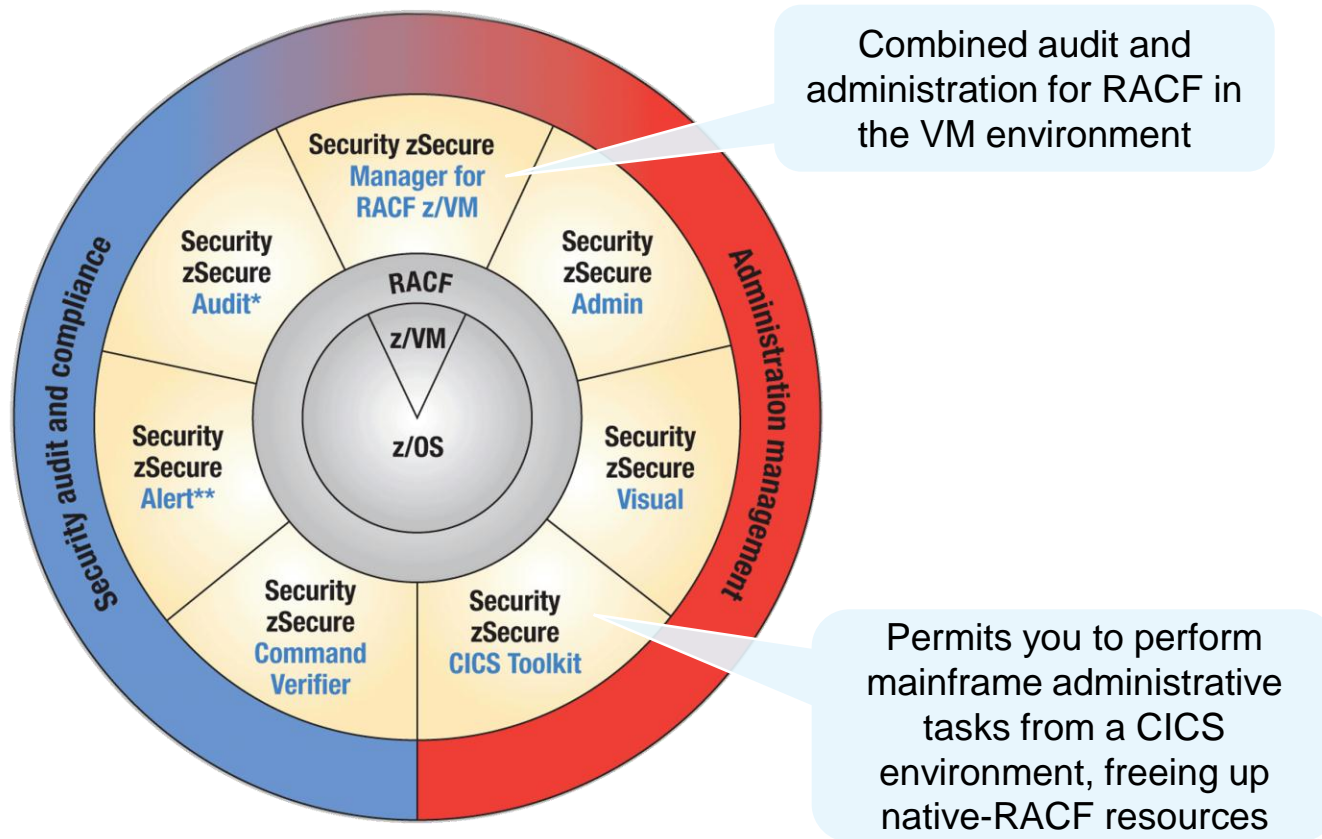 Combined audit and
administration for RACF in
the VM environment
Security zSecure
Manager for
RACF z/VM
Security
zSecure
Audit*
Security
zSecure
Admin
RACF
z/VM
z/OS
Security audit and compliance
Administration management
Security
zSecure
Alert**
Security
zSecure
Visual
Security
zSecure
Command
Verifier
Security
zSecure
CICS Toolkit
Permits you to perform
mainframe administrative
tasks from a CICS
environment, freeing up
native-RACF resources